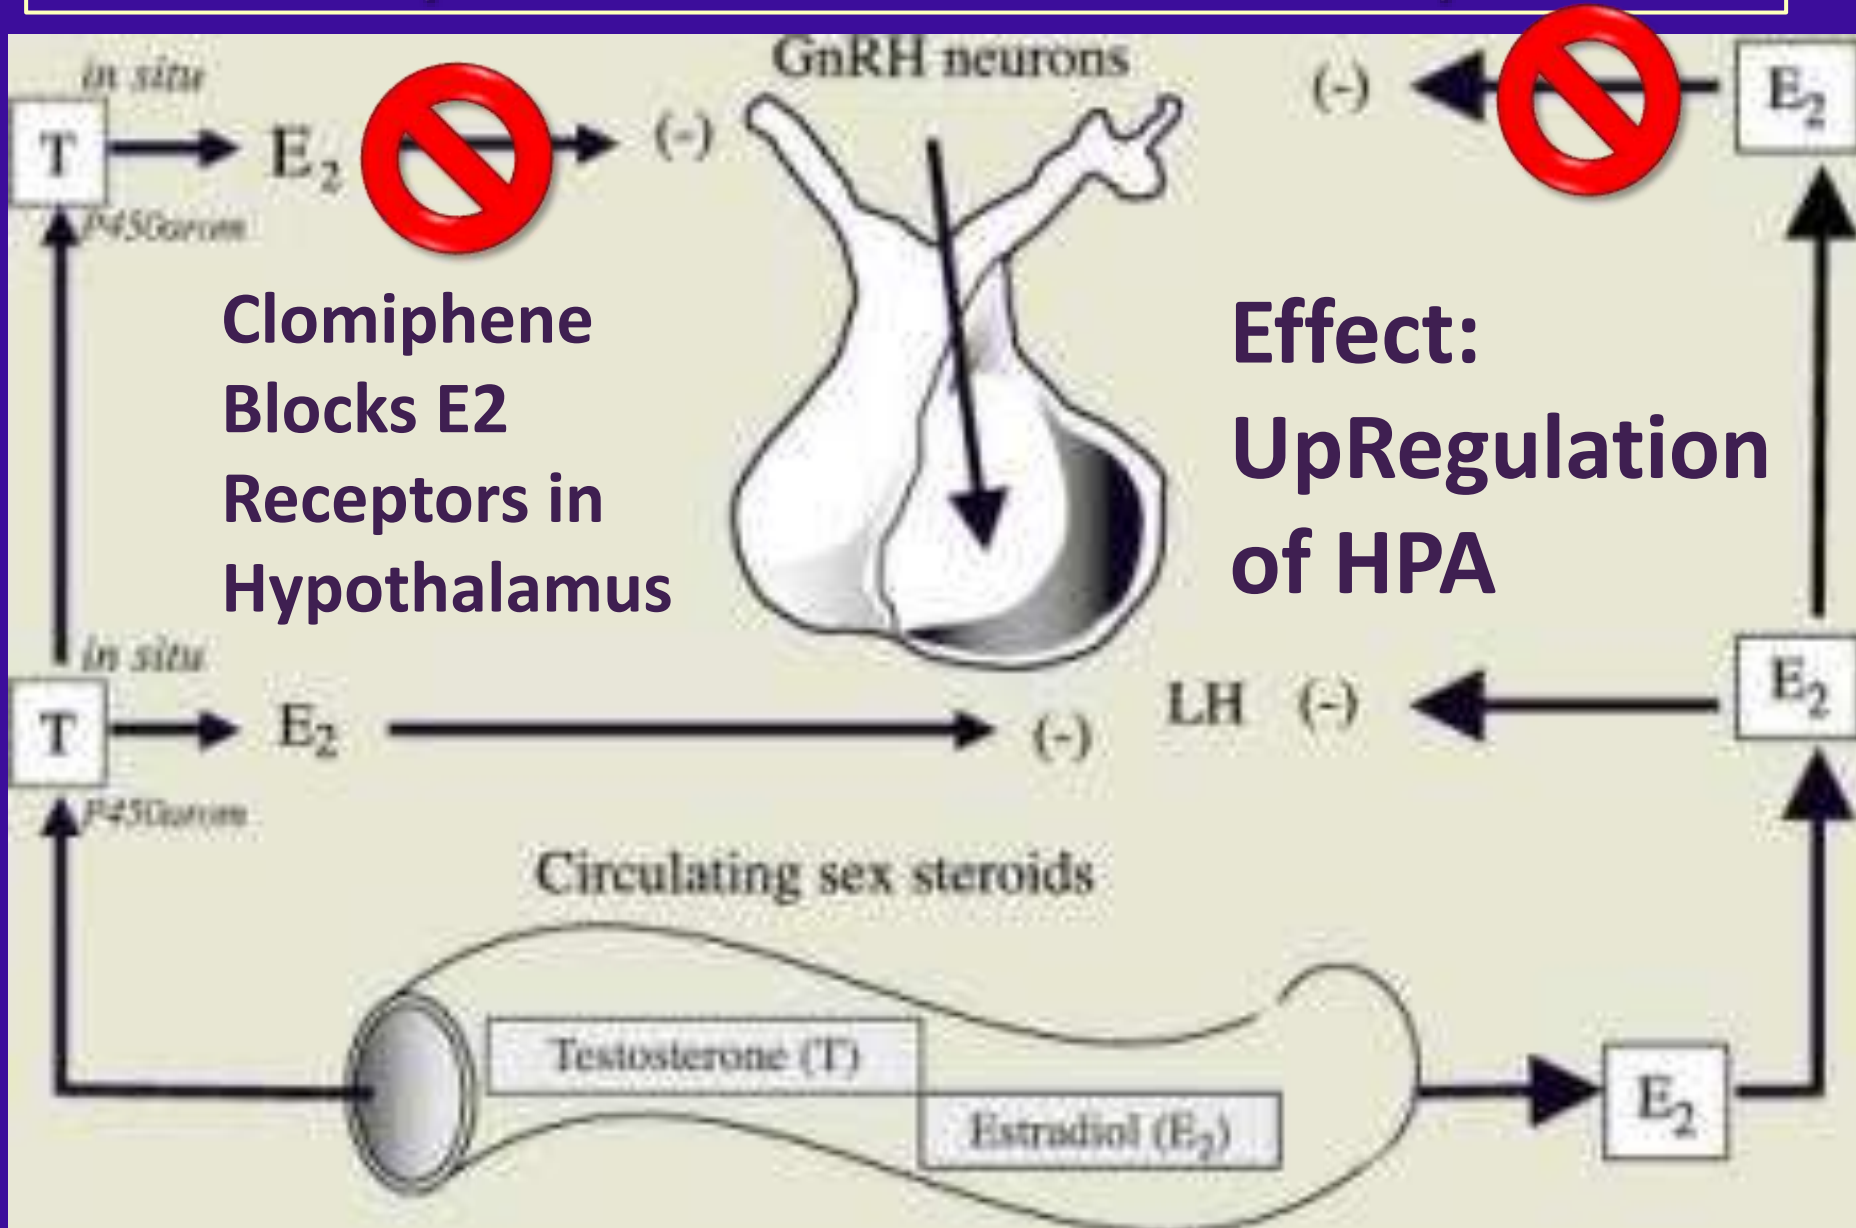 GnRH neurons
in situ
T
E2
(-)
(-)
E2
P450arom
Clomiphene
Blocks E2
Receptors in
Hypothalamus
Effect:
UpRegulation
of HPA
in situ
T
E2
(-)
LH
(-)
E2
P450arom
Circulating sex steroids
Testosterone (T)
Estradiol (E2)
E2